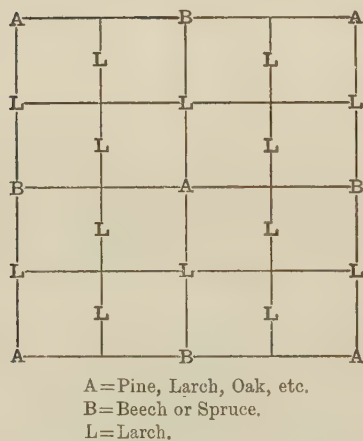 A B A
L L
L L L
L L
B A B
L L
L L L
L L
A B A
A=Pine, Larch, Oak, etc.
B=Beech or Spruce.
L=Larch.